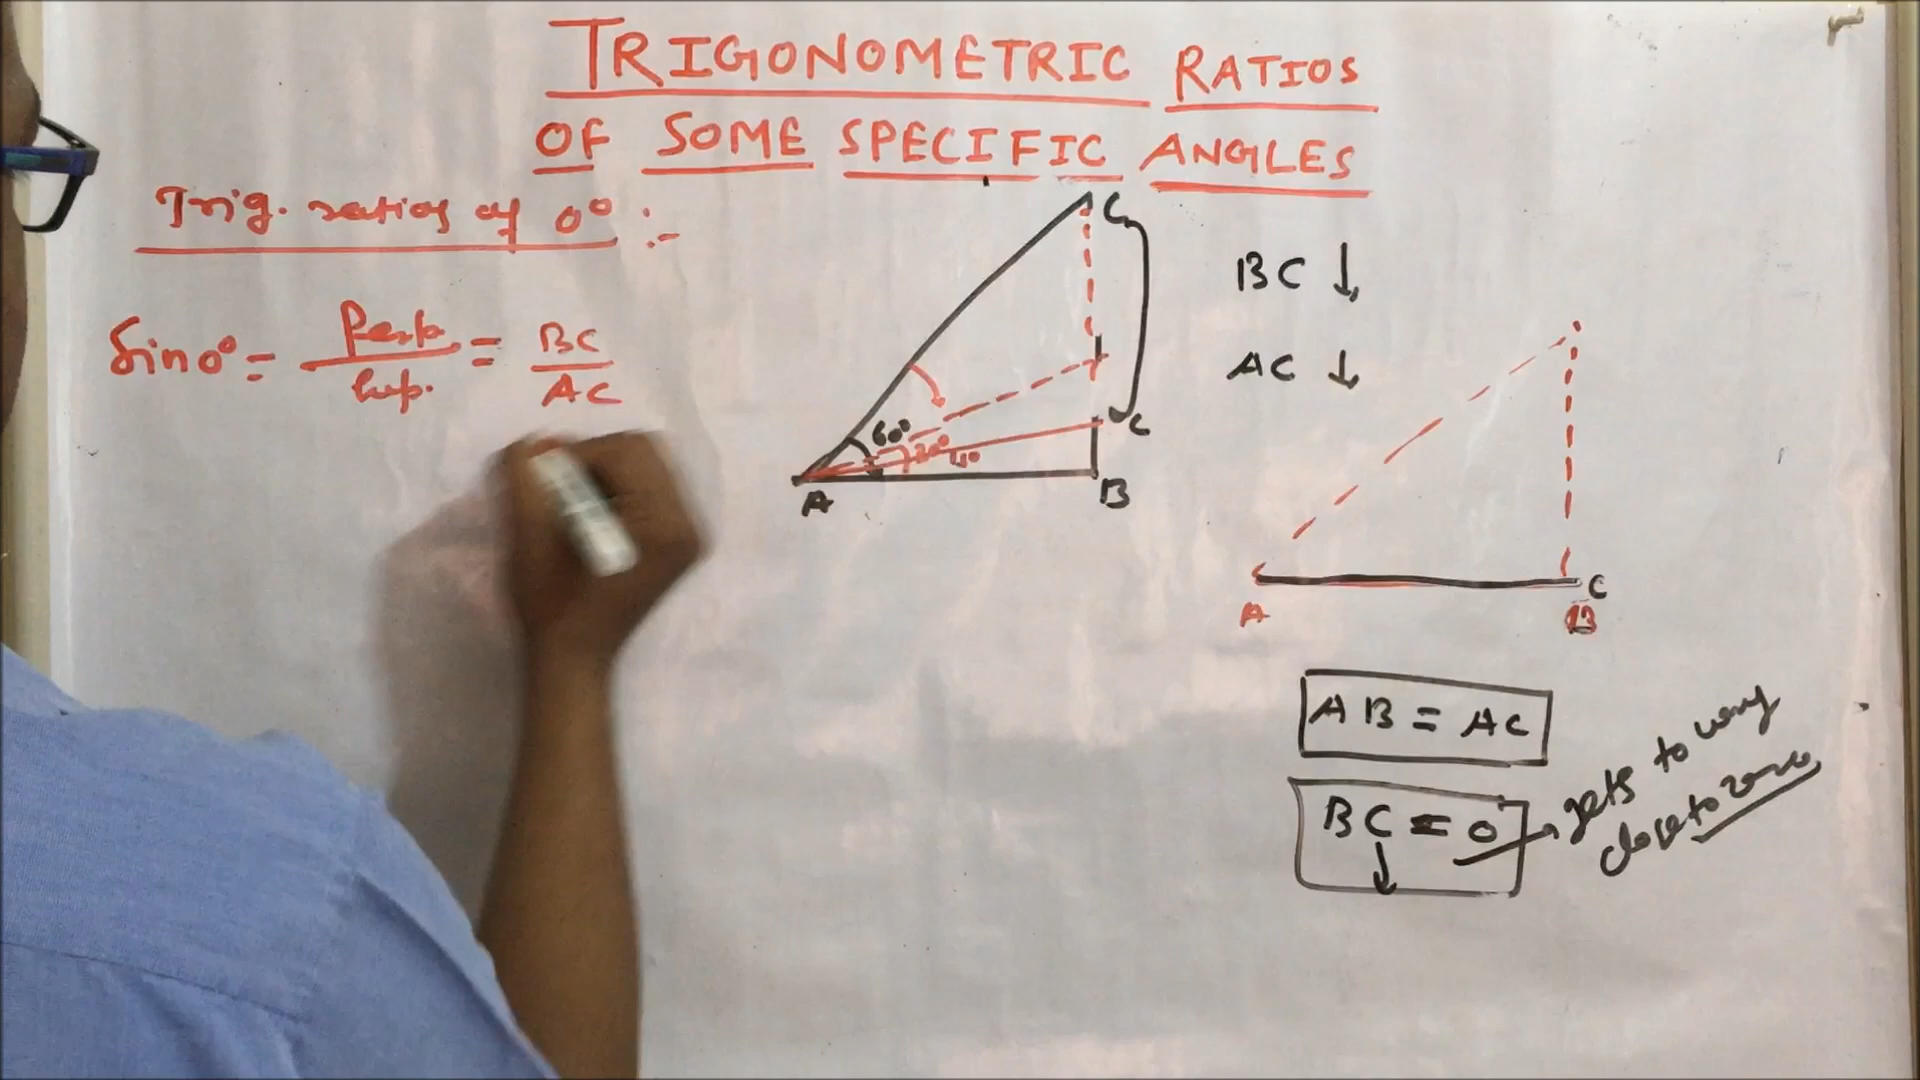 TRIGONOMETRIC RATIOS
OF SOME SPECIFIC ANGLES
Trig. ratios of 0° :-
Sin 0° = Perp. / hyp. = BC / AC
C
60°
30°
C
A
B
BC ↓
AC ↓
A
C
B
AB = AC
BC = 0 → gets to very
close to zero